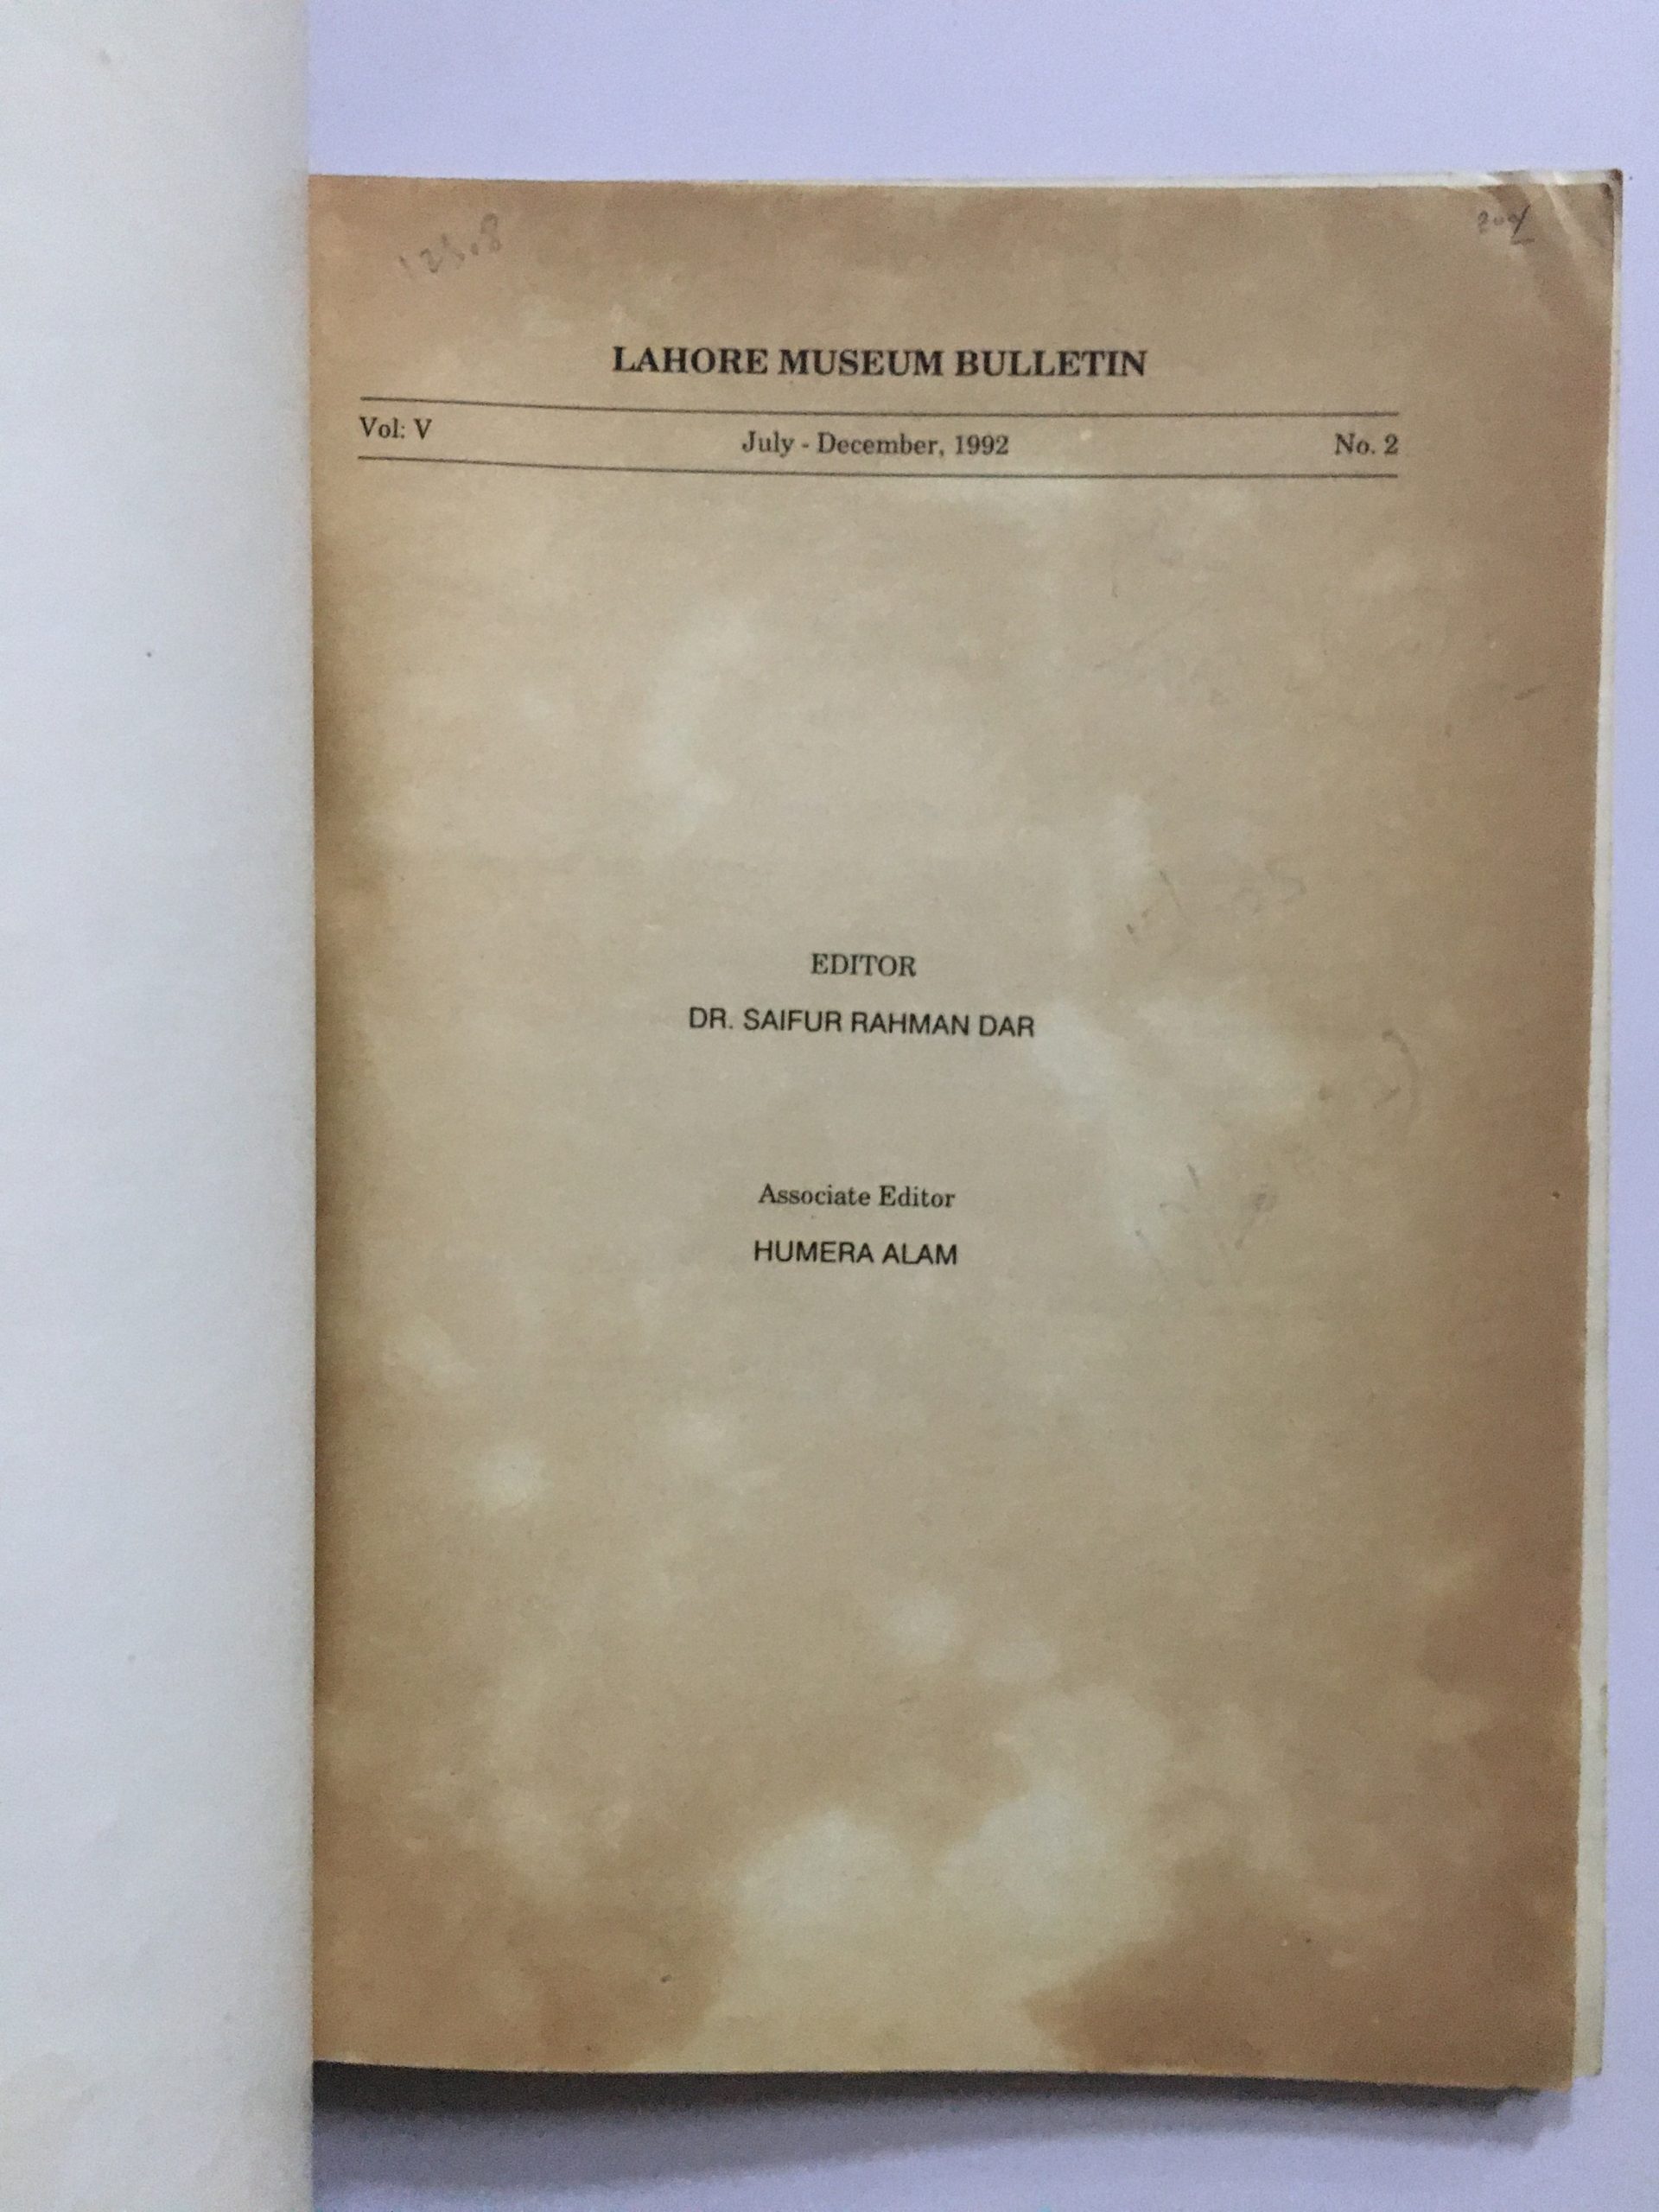 LAHORE MUSEUM BULLETIN
Vol: V July - December, 1992 No. 2
EDITOR
DR. SAIFUR RAHMAN DAR
Associate Editor
HUMERA ALAM